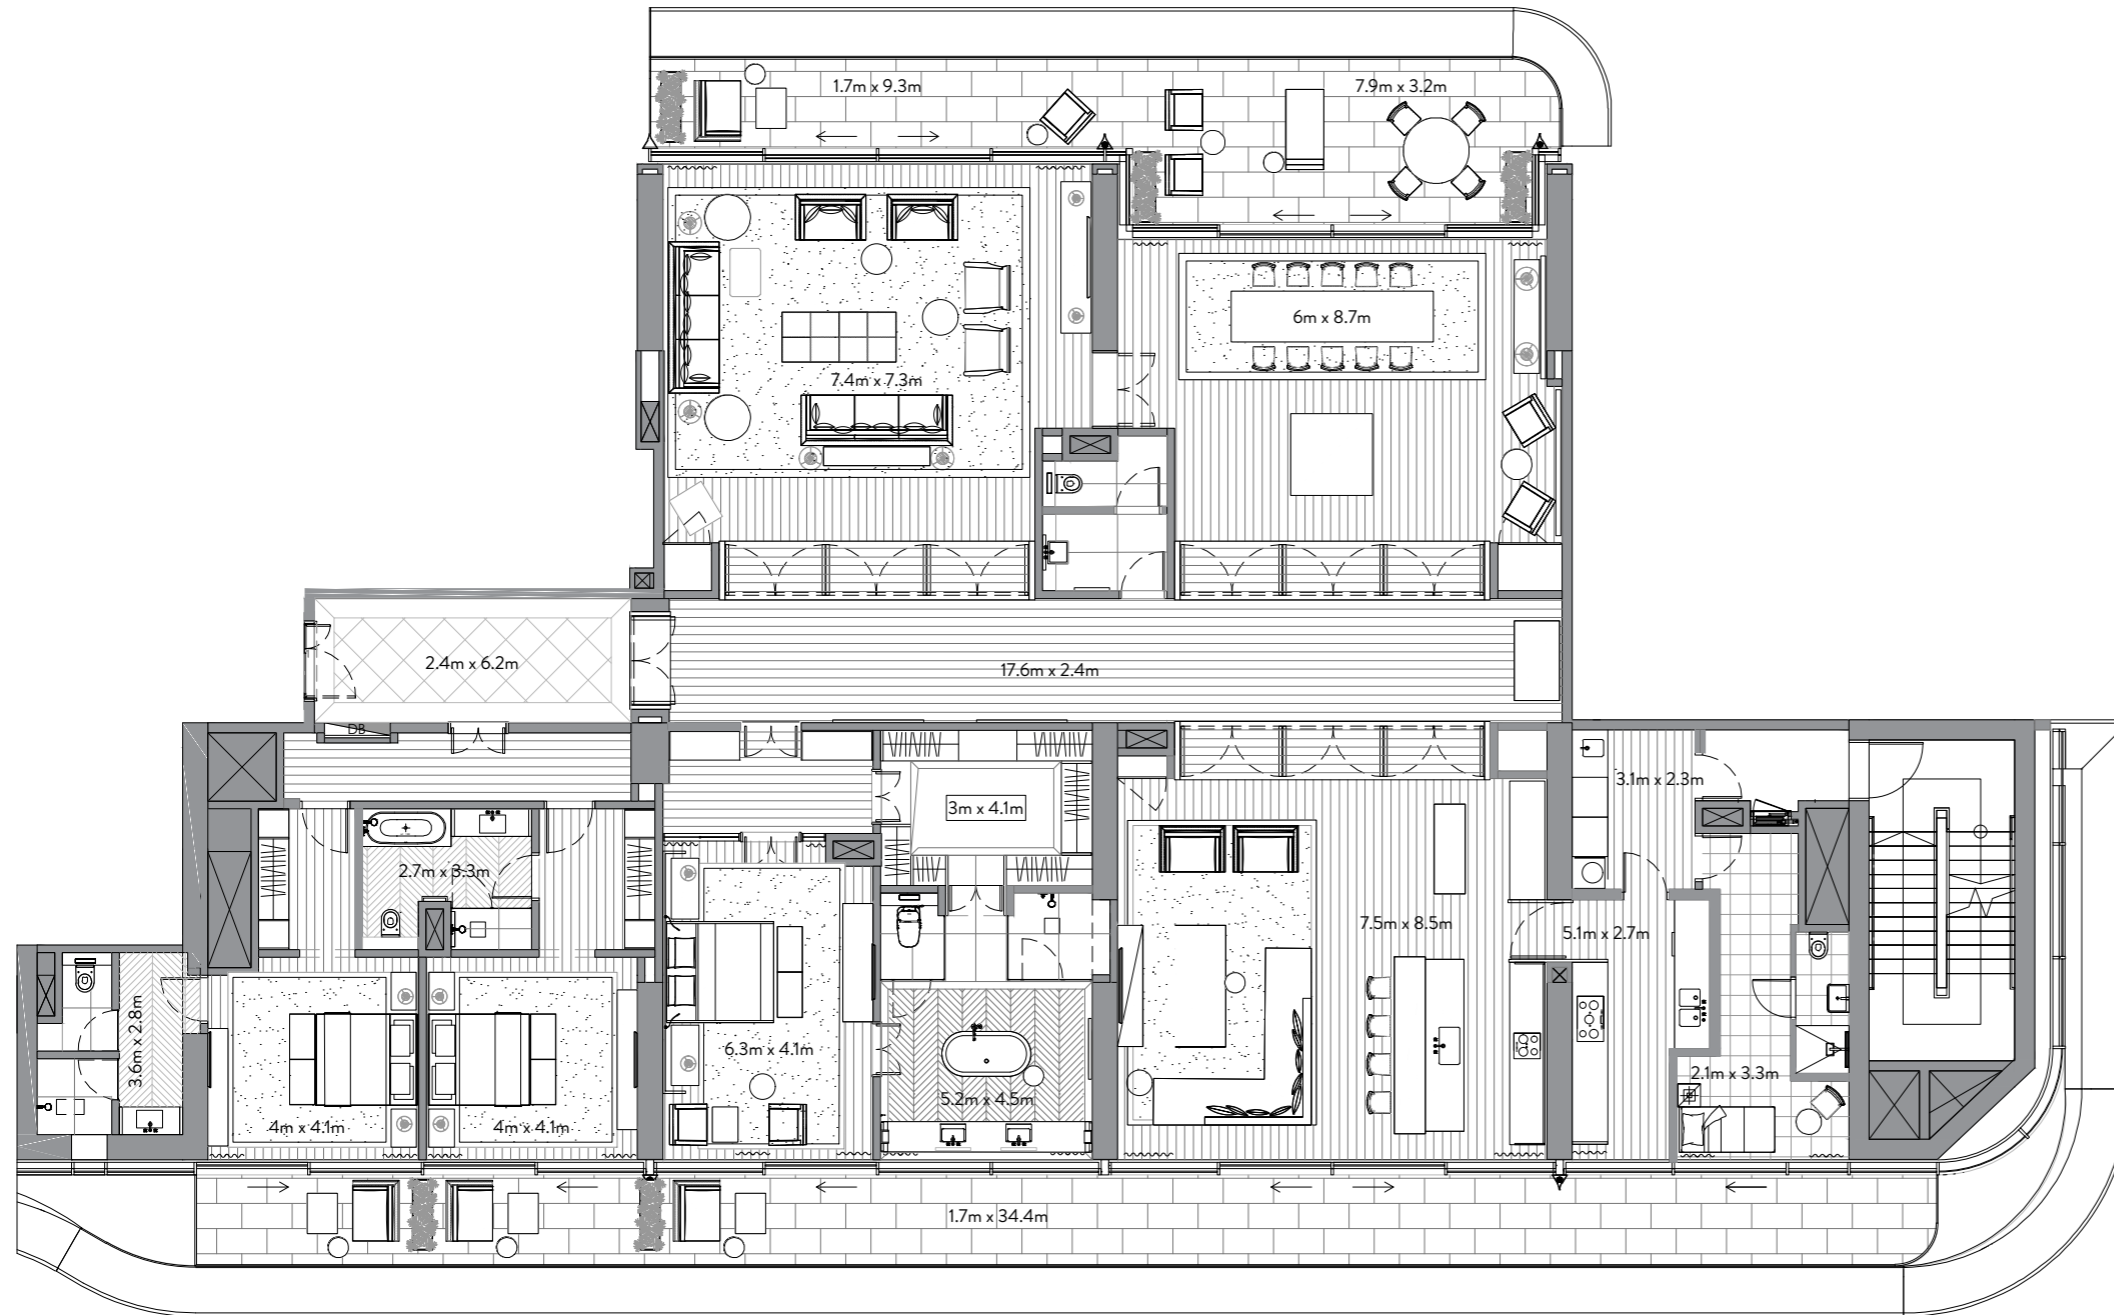 1.7m x 9.3m
7.9m x 3.2m
6m x 8.7m
7.4m x 7.3m
2.4m x 6.2m
17.6m x 2.4m
DB
3.1m x 2.3m
3m x 4.1m
2.7m x 3.3m
7.5m x 8.5m
5.1m x 2.7m
3.6m x 2.8m
6.3m x 4.1m
2.1m x 3.3m
5.2m x 4.5m
4m x 4.1m
4m x 4.1m
1.7m x 34.4m